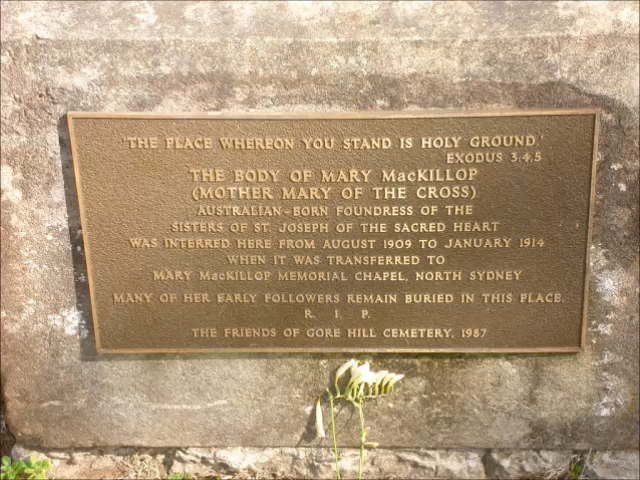 'THE PLACE WHEREON YOU STAND IS HOLY GROUND.'
EXODUS 3,4,5
THE BODY OF MARY MacKILLOP
(MOTHER MARY OF THE CROSS)
AUSTRALIAN-BORN FOUNDRESS OF THE
SISTERS OF ST. JOSEPH OF THE SACRED HEART
WAS INTERRED HERE FROM AUGUST 1909 TO JANUARY 1914
WHEN IT WAS TRANSFERRED TO
MARY MacKILLOP MEMORIAL CHAPEL, NORTH SYDNEY
MANY OF HER EARLY FOLLOWERS REMAIN BURIED IN THIS PLACE.
R. I. P.
THE FRIENDS OF GORE HILL CEMETERY, 1987